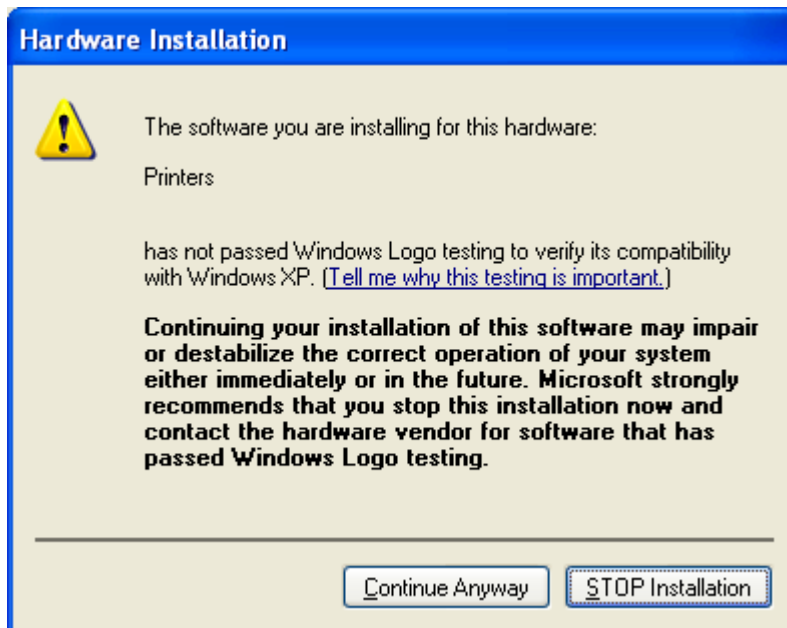 Hardware Installation
The software you are installing for this hardware:
Printers
has not passed Windows Logo testing to verify its compatibility
with Windows XP. (Tell me why this testing is important.)
Continuing your installation of this software may impair
or destabilize the correct operation of your system
either immediately or in the future. Microsoft strongly
recommends that you stop this installation now and
contact the hardware vendor for software that has
passed Windows Logo testing.
Continue Anyway
STOP Installation